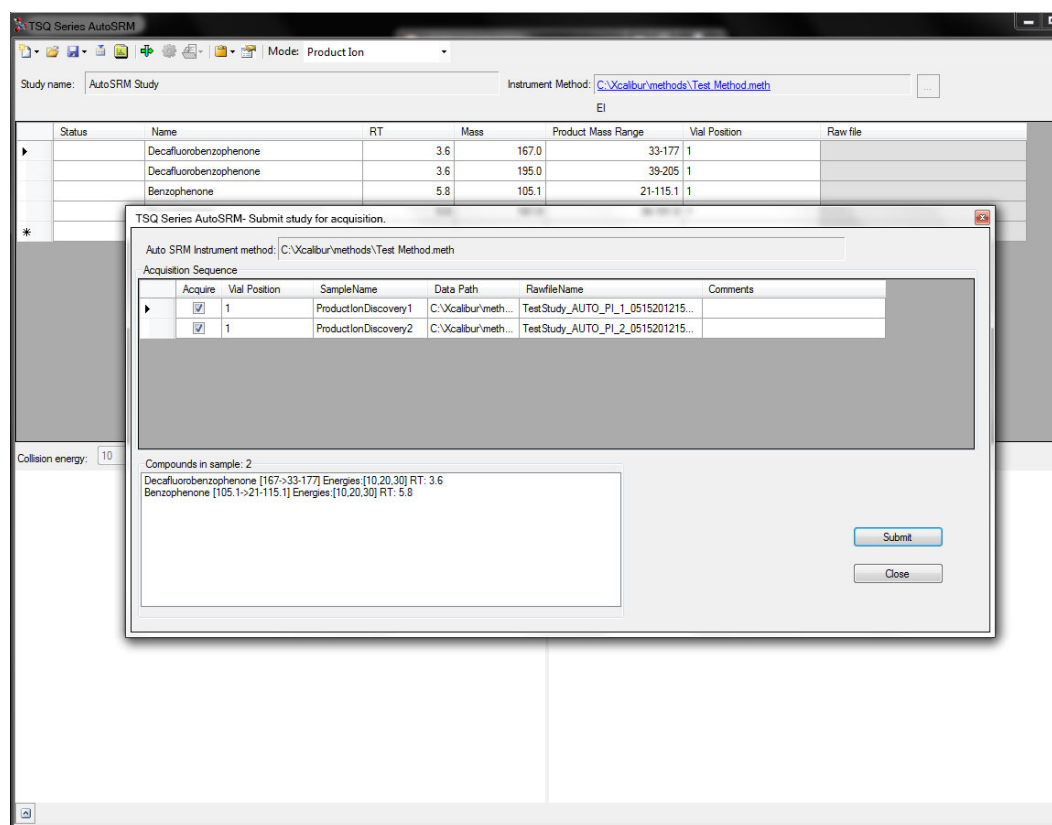 TSQ Series AutoSRM
Mode: Product Ion
Study name: AutoSRM Study Instrument Method: C:\Xcalibur\methods\Test Method.meth ...
EI
Status Name RT Mass Product Mass Range Vial Position Raw file
Decafluorobenzophenone 3.6 167.0 33-177 1
Decafluorobenzophenone 3.6 195.0 39-205 1
Benzophenone 5.8 105.1 21-115.1 1
TSQ Series AutoSRM- Submit study for acquisition.
Auto SRM Instrument method: C:\Xcalibur\methods\Test Method.meth
Acquisition Sequence
Acquire Vial Position SampleName Data Path RawfileName Comments
1 ProductIonDiscovery1 C:\Xcalibur\meth... TestStudy_AUTO_PI_1_0515201215...
1 ProductIonDiscovery2 C:\Xcalibur\meth... TestStudy_AUTO_PI_2_0515201215...
Collision energy: 10
Compounds in sample: 2
Decafluorobenzophenone [167->33-177] Energies:[10,20,30] RT: 3.6
Benzophenone [105.1->21-115.1] Energies:[10,20,30] RT: 5.8
Submit
Close